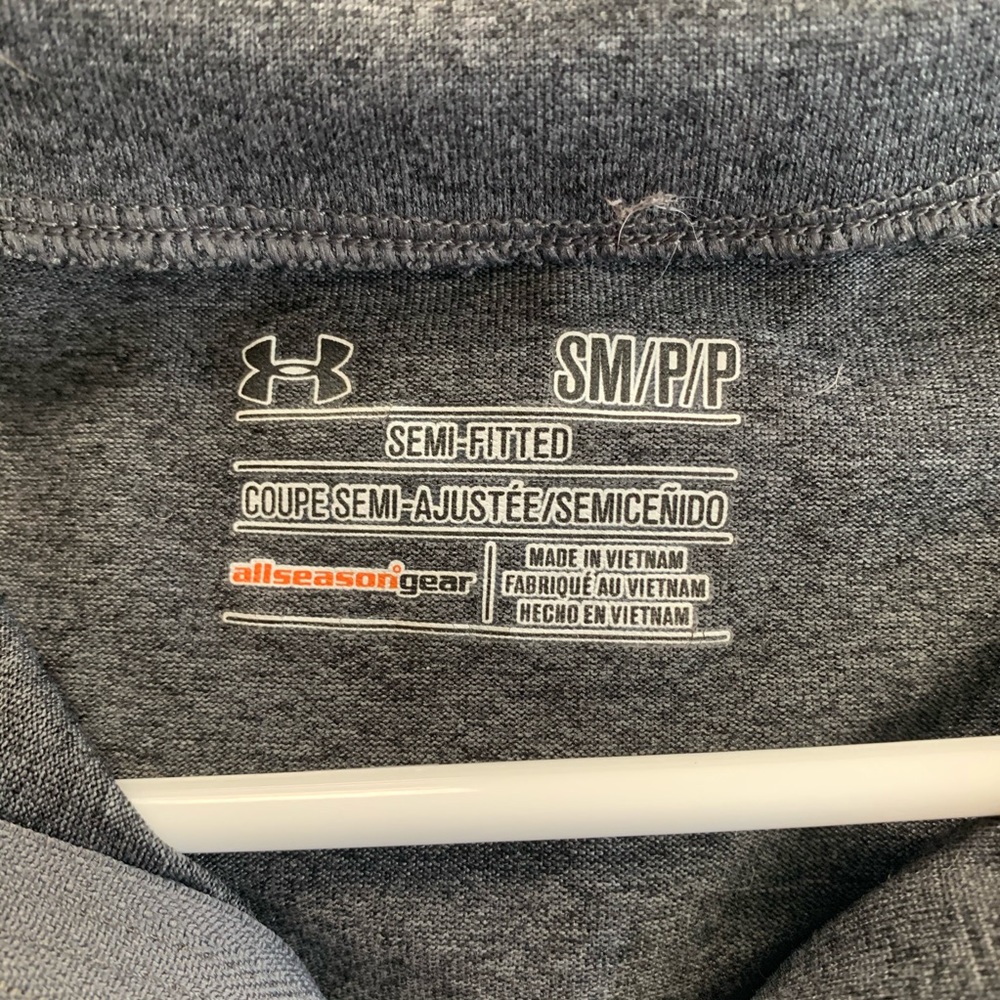 SM/P/P
SEMI-FITTED
COUPE SEMI-AJUSTÉE/SEMICEÑIDO
allseasongear
MADE IN VIETNAM
FABRIQUÉ AU VIETNAM
HECHO EN VIETNAM